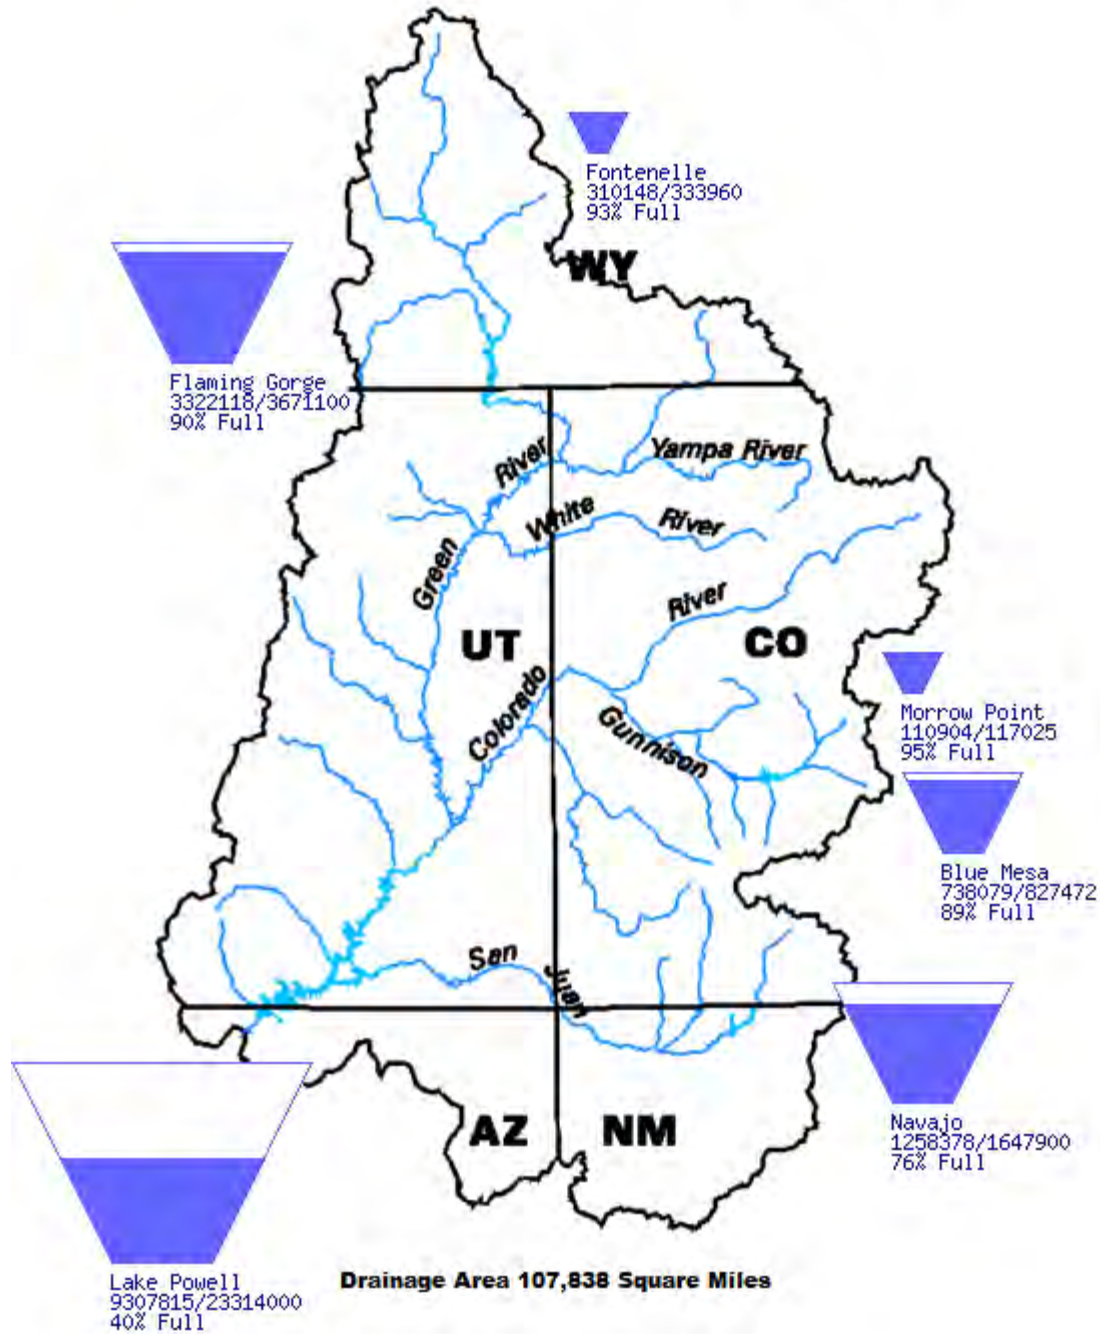 Fontenelle
310148/333960
93% Full
WY
Flaming Gorge
3322118/3671100
90% Full
Yampa River
River
White
River
Green
River
UT
CO
Colorado
Gunnison
Morrow Point
110904/117025
95% Full
Blue Mesa
738079/827472
89% Full
San
Juan
AZ
NM
Navajo
1258378/1647900
76% Full
Lake Powell
9307815/23314000
40% Full
Drainage Area 107,838 Square Miles